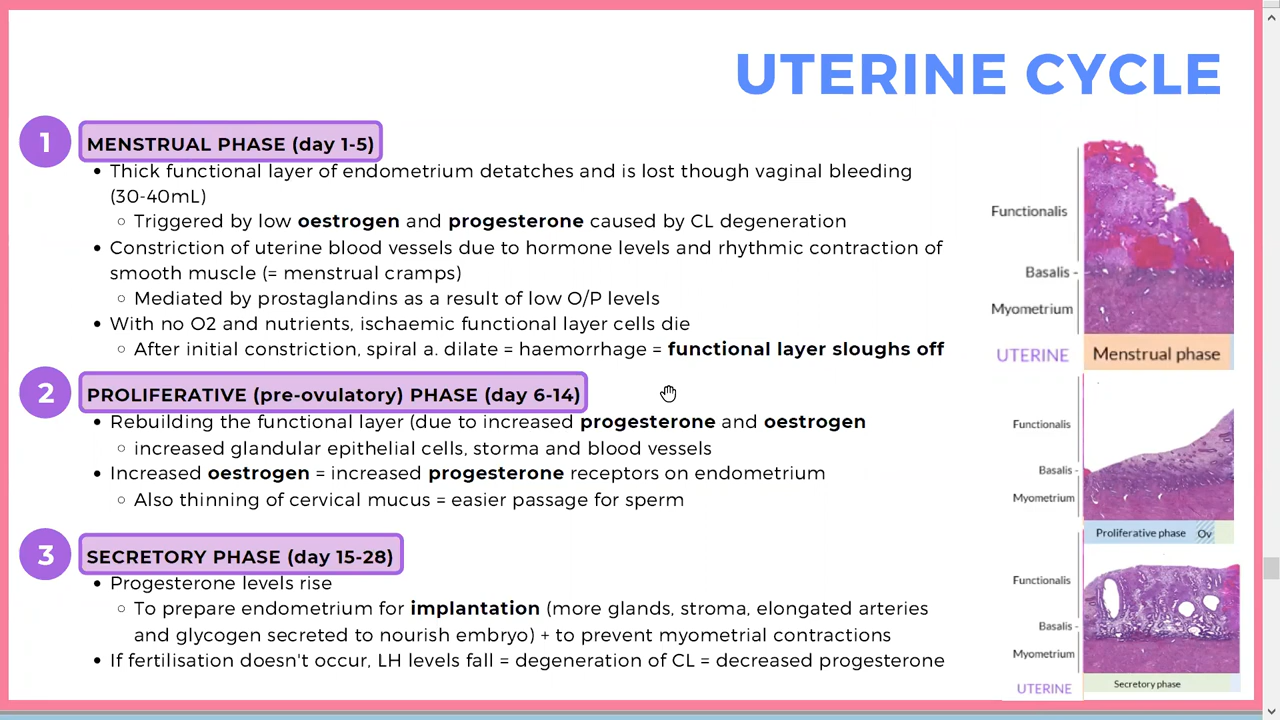 UTERINE CYCLE
1
MENSTRUAL PHASE (day 1-5)
• Thick functional layer of endometrium detatches and is lost though vaginal bleeding
(30-40mL)
◦ Triggered by low oestrogen and progesterone caused by CL degeneration
• Constriction of uterine blood vessels due to hormone levels and rhythmic contraction of
smooth muscle (= menstrual cramps)
◦ Mediated by prostaglandins as a result of low O/P levels
• With no O2 and nutrients, ischaemic functional layer cells die
◦ After initial constriction, spiral a. dilate = haemorrhage = functional layer sloughs off
2
PROLIFERATIVE (pre-ovulatory) PHASE (day 6-14)
• Rebuilding the functional layer (due to increased progesterone and oestrogen
◦ increased glandular epithelial cells, storma and blood vessels
• Increased oestrogen = increased progesterone receptors on endometrium
◦ Also thinning of cervical mucus = easier passage for sperm
3
SECRETORY PHASE (day 15-28)
• Progesterone levels rise
◦ To prepare endometrium for implantation (more glands, stroma, elongated arteries
and glycogen secreted to nourish embryo) + to prevent myometrial contractions
• If fertilisation doesn't occur, LH levels fall = degeneration of CL = decreased progesterone
Functionalis
Basalis -
Myometrium
UTERINE
Menstrual phase
Functionalis
Basalis -
Myometrium
Proliferative phase Ov
Functionalis
Basalis -
Myometrium
UTERINE
Secretory phase